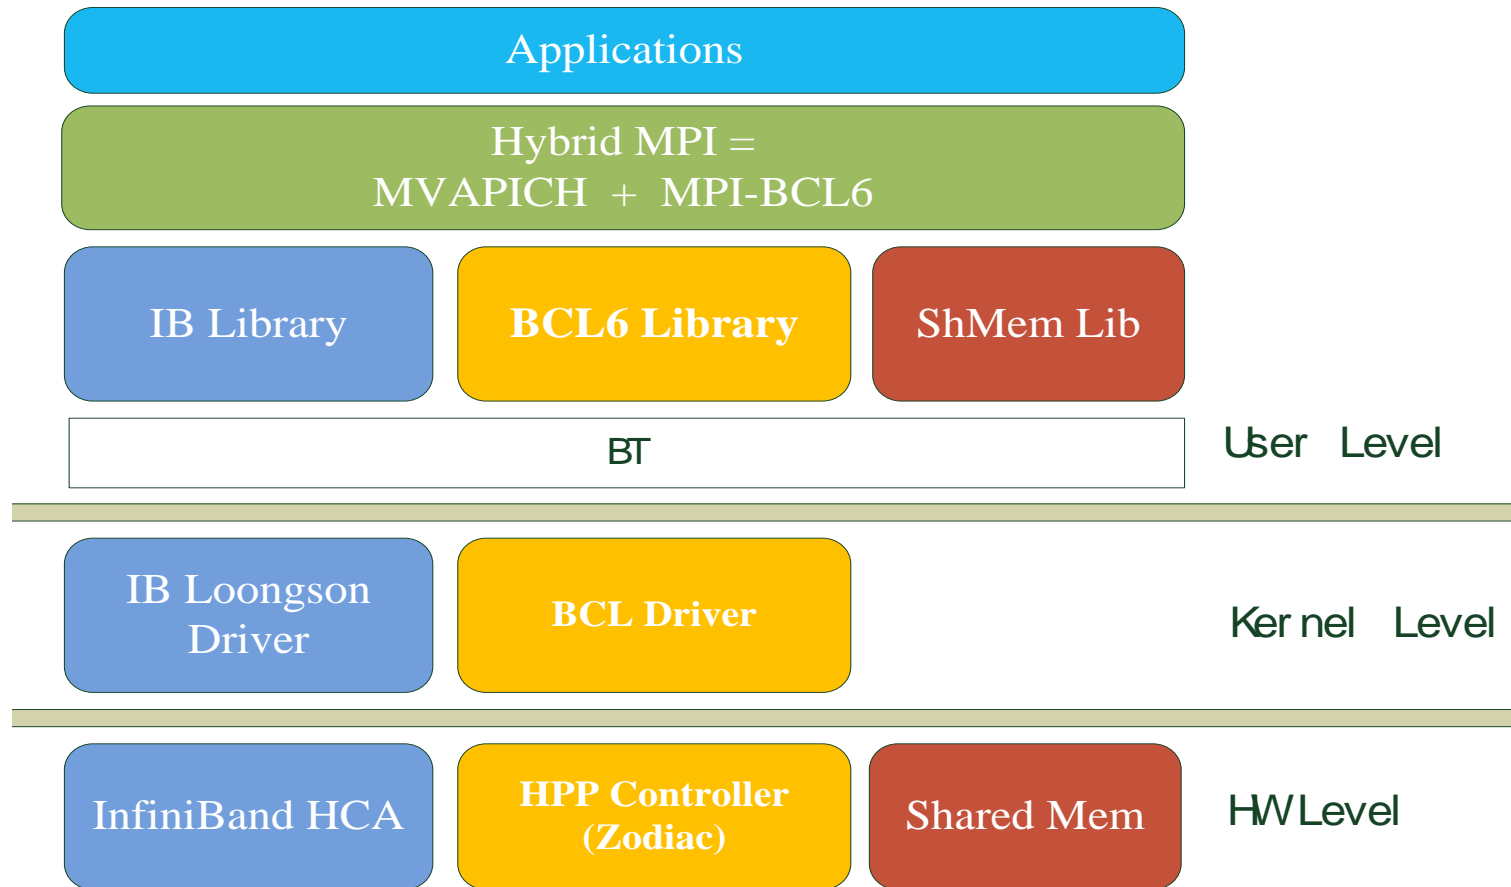 Applications
Hybrid MPI =
MVAPICH + MPI-BCL6
IB Library
BCL6 Library
ShMem Lib
BT
User Level
IB Loongson
Driver
BCL Driver
Kernel Level
InfiniBand HCA
HPP Controller
(Zodiac)
Shared Mem
HW Level